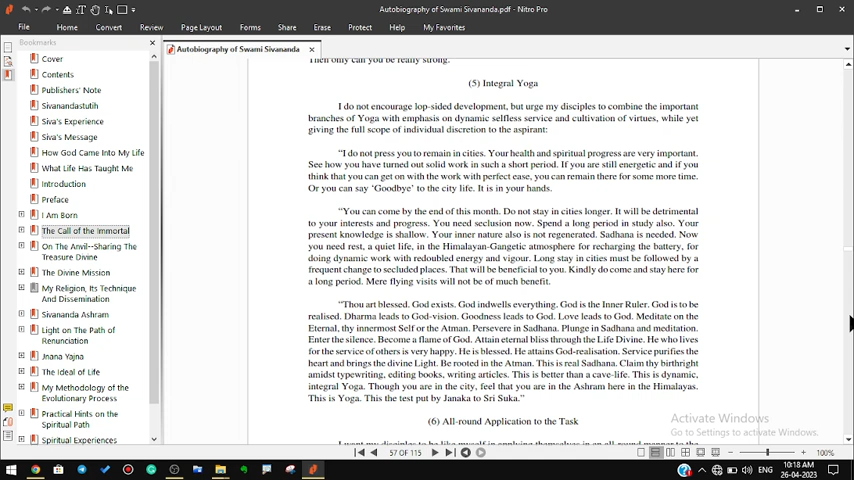 Autobiography of Swami Sivananda.pdf - Nitro Pro
File
Home
Convert
Review
Page Layout
Forms
Share
Erase
Protect
Help
My Favorites
Bookmarks
Autobiography of Swami Sivananda
Cover
Contents
Publishers' Note
Sivanandastutih
Siva's Experience
Siva's Message
How God Came Into My Life
What Life Has Taught Me
Introduction
Preface
I Am Born
The Call of the Immortal
On The Anvil--Sharing The
Treasure Divine
The Divine Mission
My Religion, Its Technique
And Dissemination
Sivananda Ashram
Light on The Path of
Renunciation
Jnana Yajna
The Ideal of Life
My Methodology of the
Evolutionary Process
Practical Hints on the
Spiritual Path
Spiritual Experiences
Then only can you be really strong.
(5) Integral Yoga
I do not encourage lop-sided development, but urge my disciples to combine the important
branches of Yoga with emphasis on dynamic selfless service and cultivation of virtues, while yet
giving the full scope of individual discretion to the aspirant:
“I do not press you to remain in cities. Your health and spiritual progress are very important.
See how you have turned out solid work in such a short period. If you are still energetic and if you
think that you can get on with the work with perfect ease, you can remain there for some more time.
Or you can say ‘Goodbye’ to the city life. It is in your hands.
“You can come by the end of this month. Do not stay in cities longer. It will be detrimental
to your interests and progress. You need seclusion now. Spend a long period in study also. Your
present knowledge is shallow. Your inner nature also is not regenerated. Sadhana is needed. Now
you need rest, a quiet life, in the Himalayan-Gangetic atmosphere for recharging the battery, for
doing dynamic work with redoubled energy and vigour. Long stay in cities must be followed by a
frequent change to secluded places. That will be beneficial to you. Kindly do come and stay here for
a long period. Mere flying visits will not be of much benefit.
“Thou art blessed. God exists. God indwells everything. God is the Inner Ruler. God is to be
realised. Dharma leads to God-vision. Goodness leads to God. Love leads to God. Meditate on the
Eternal, thy innermost Self or the Atman. Persevere in Sadhana. Plunge in Sadhana and meditation.
Enter the silence. Become a flame of God. Attain eternal bliss through the Life Divine. He who lives
for the service of others is very happy. He is blessed. He attains God-realisation. Service purifies the
heart and brings the divine Light. Be rooted in the Atman. This is real Sadhana. Claim thy birthright
amidst typewriting, editing books, writing articles. This is better than a cave-life. This is dynamic,
integral Yoga. Though you are in the city, feel that you are in the Ashram here in the Himalayas.
This is Yoga. This the test put by Janaka to Sri Suka.”
(6) All-round Application to the Task
I want my disciples to be like myself in applying themselves in an all-round manner to the
Activate Windows
Go to Settings to activate Windows.
57 OF 115
100%
ENG
10:18 AM
26-04-2023